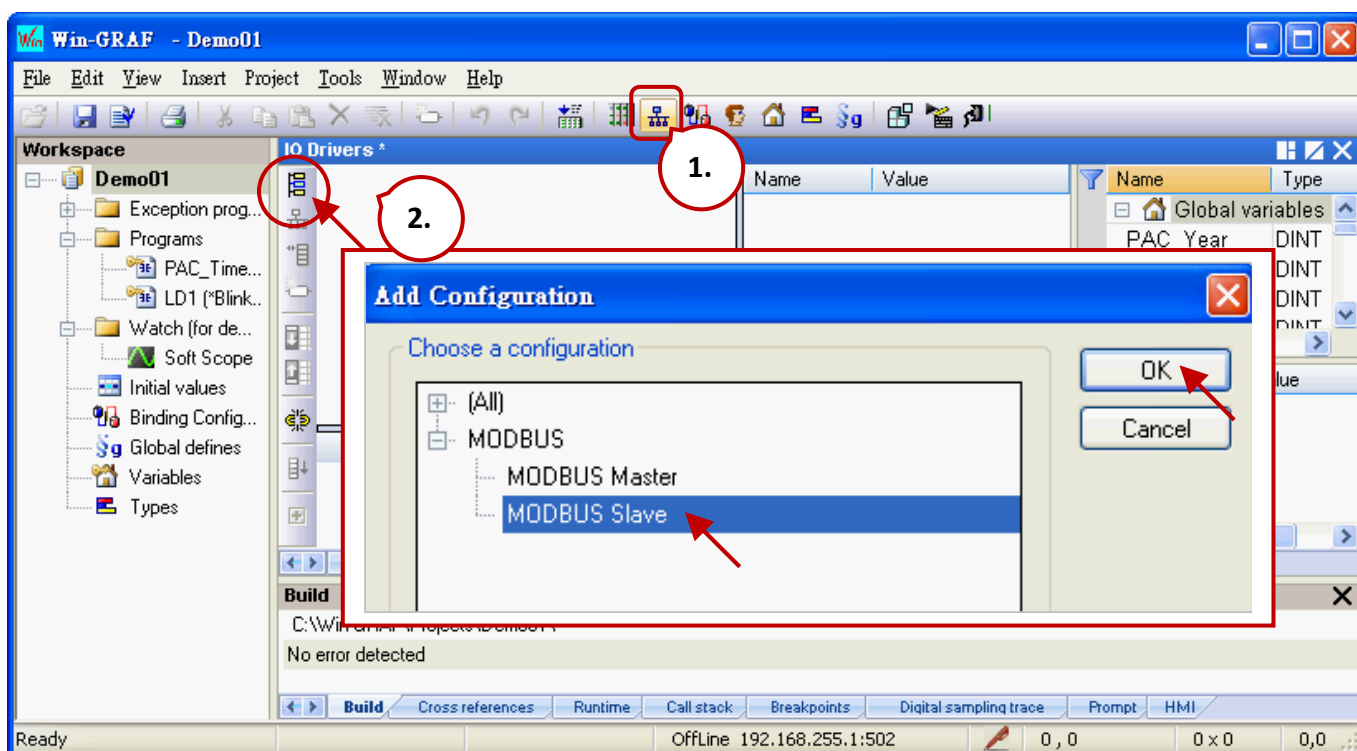 Win-GRAF - Demo01
File Edit View Insert Project Tools Window Help
Workspace
IO Drivers *
1.
2.
Demo01
Exception prog...
Programs
PAC_Time...
LD1 (*Blink..
Watch (for de...
Soft Scope
Initial values
Binding Config...
Global defines
Variables
Types
Name Value
Name Type
Global variables
PAC_Year DINT
DINT
DINT
DINT
lue
Add Configuration
Choose a configuration
(All)
MODBUS
MODBUS Master
MODBUS Slave
OK
Cancel
Build
No error detected
Build Cross references Runtime Call stack Breakpoints Digital sampling trace Prompt HMI
Ready OffLine 192.168.255.1:502 0 , 0 0 x 0 0,0